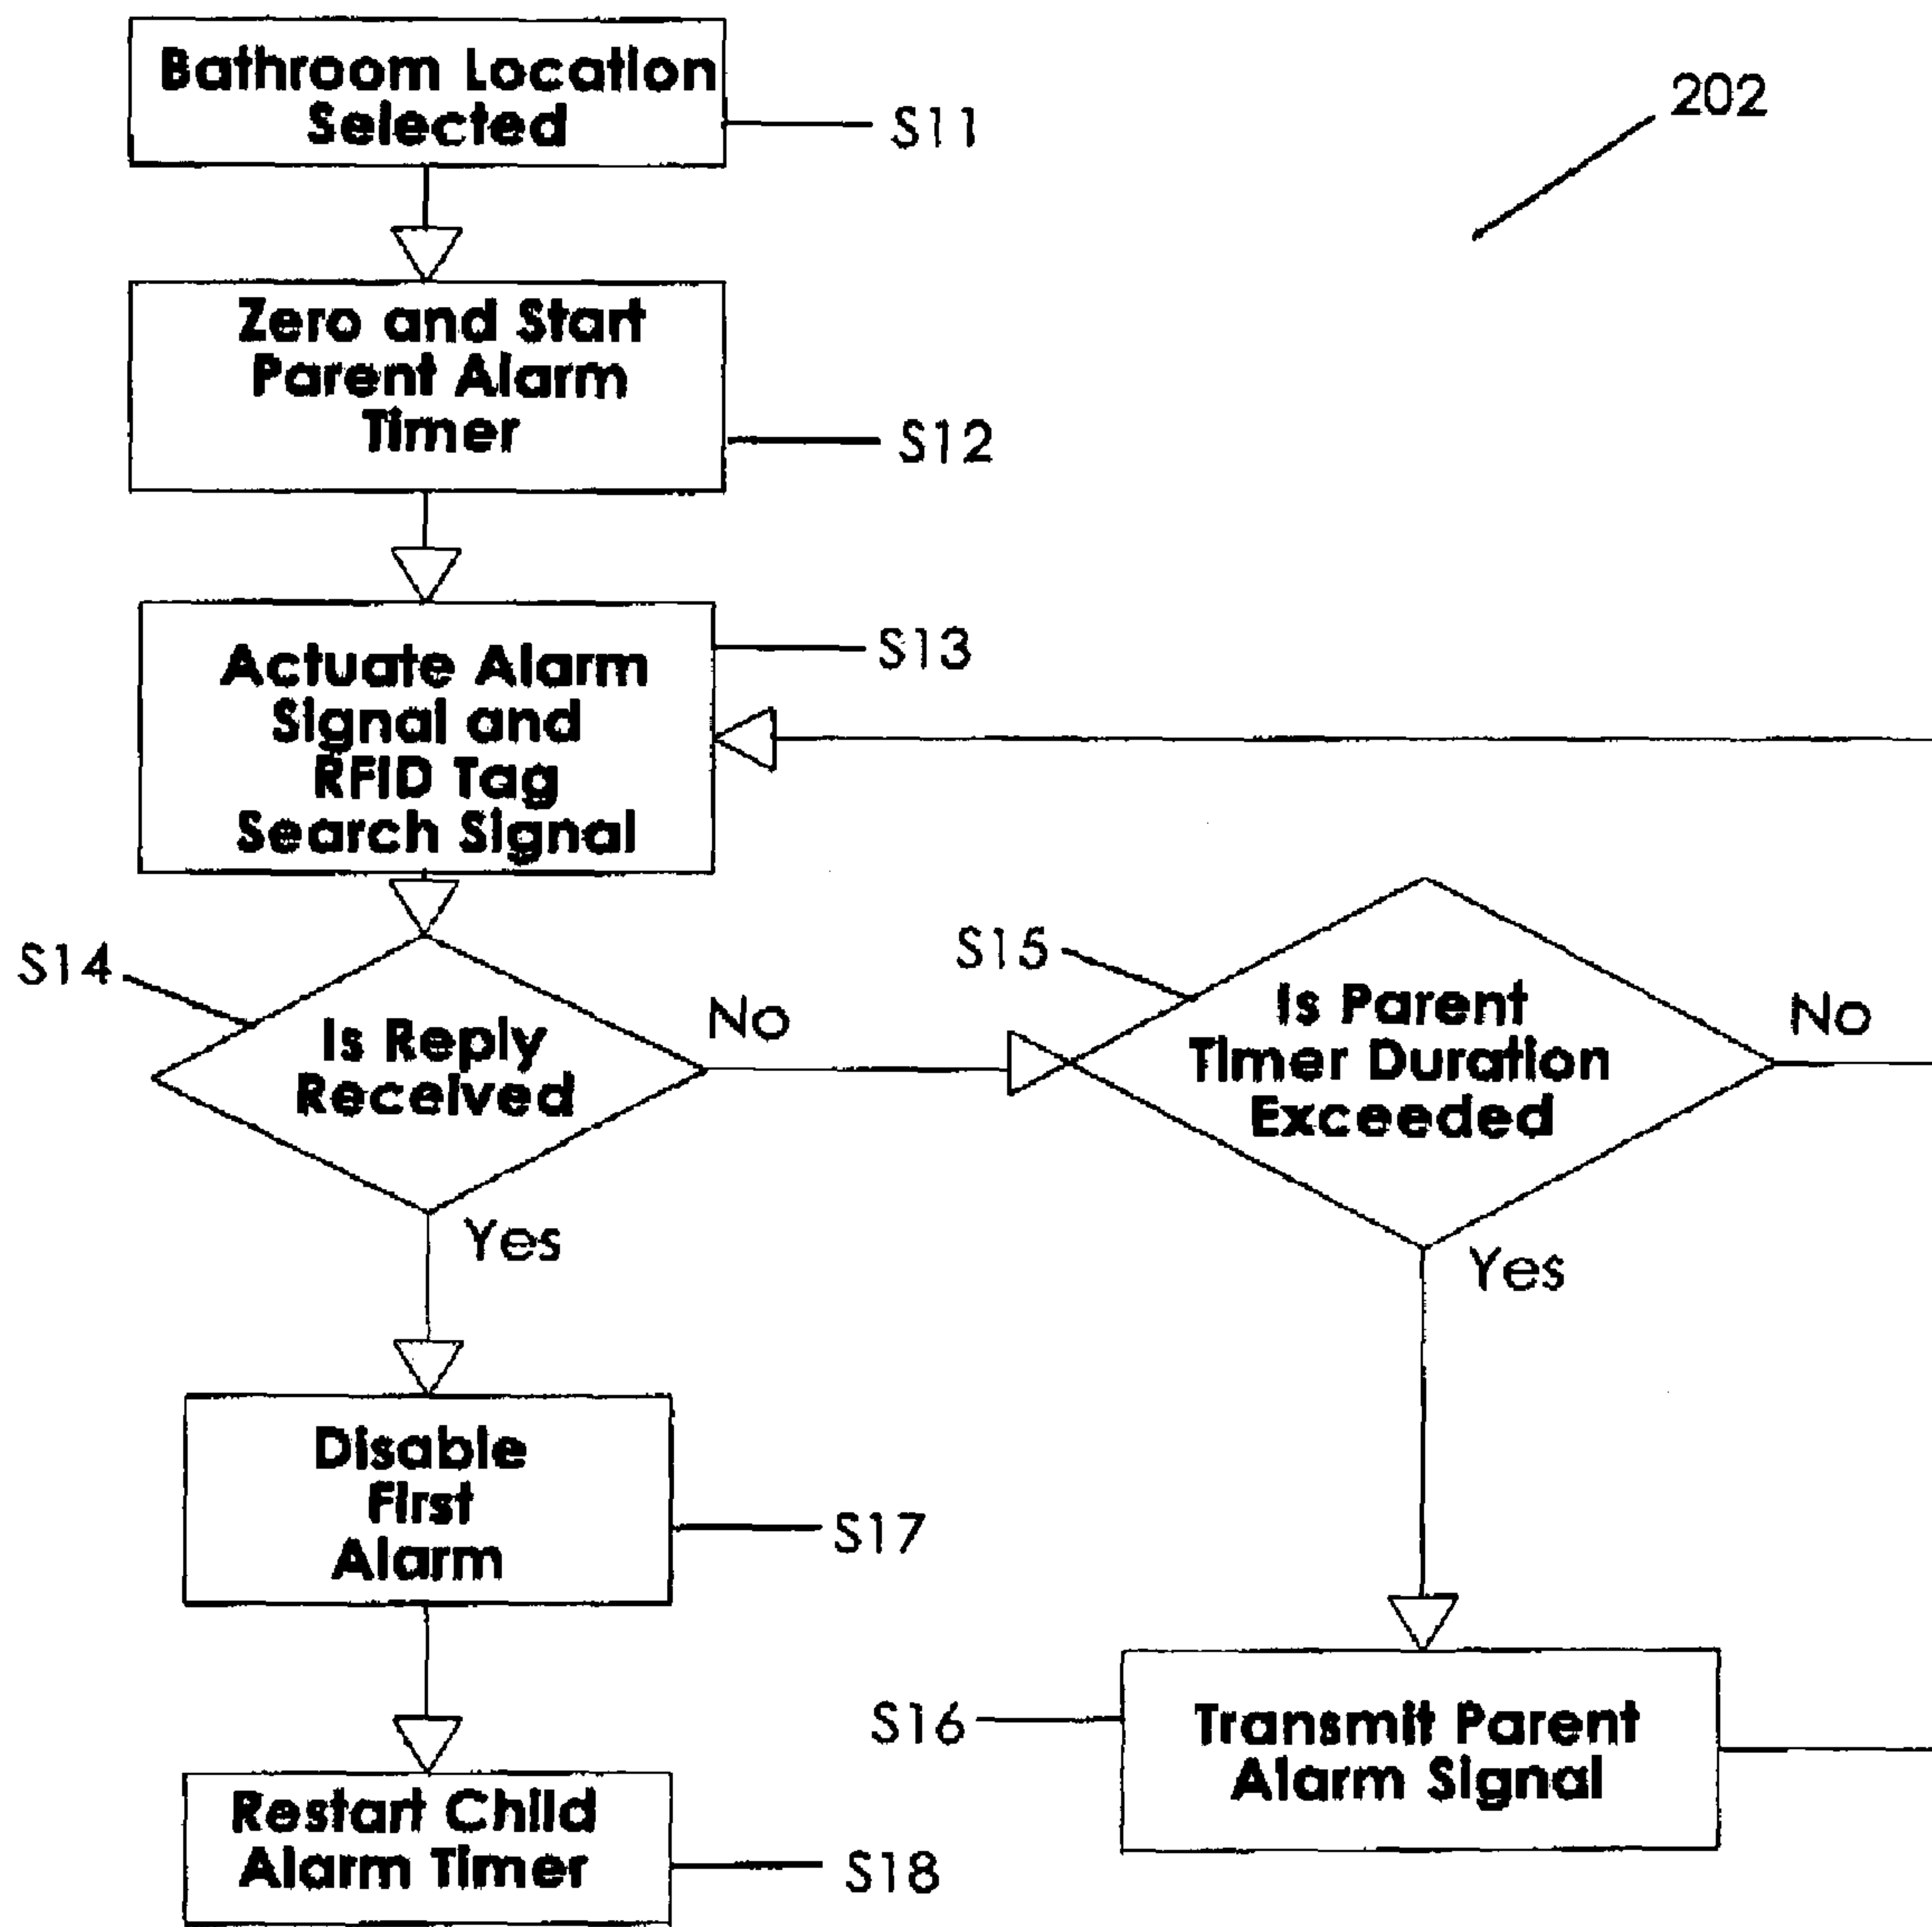 Bathroom Location
Selected
S11
202
Zero and Start
Parent Alarm
Timer
S12
Actuate Alarm
Signal and
RFID Tag
Search Signal
S13
S14
Is Reply
Received
No
Yes
S15
Is Parent
Timer Duration
Exceeded
No
Yes
Disable
First
Alarm
S17
S16
Transmit Parent
Alarm Signal
Restart Child
Alarm Timer
S18